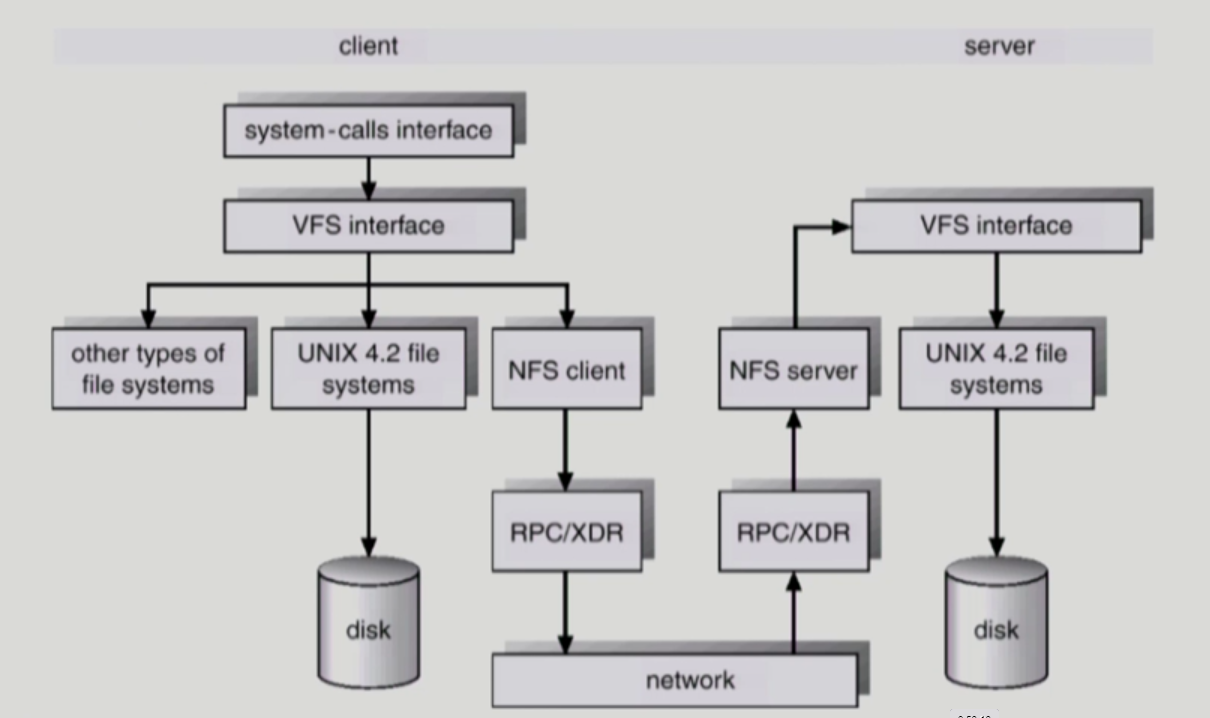 client
server
system-calls interface
VFS interface
VFS interface
other types of
file systems
UNIX 4.2 file
systems
NFS client
NFS server
UNIX 4.2 file
systems
RPC/XDR
RPC/XDR
disk
disk
network